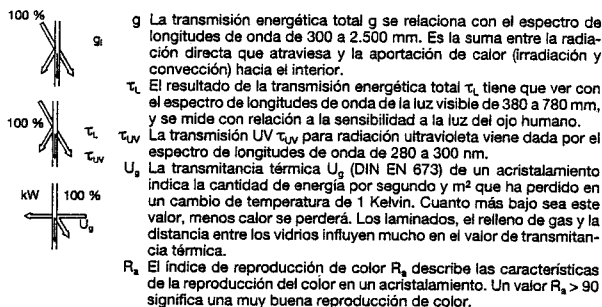 100 %
g
g La transmisión energética total g se relaciona con el espectro de
longitudes de onda de 300 a 2.500 mm. Es la suma entre la radia-
ción directa que atraviesa y la aportación de calor (irradiación y
convección) hacia el interior.
100 %
τL
τUV
τL El resultado de la transmisión energética total τL tiene que ver con
el espectro de longitudes de onda de la luz visible de 380 a 780 mm,
y se mide con relación a la sensibilidad a la luz del ojo humano.
τUV La transmisión UV τUV para radiación ultravioleta viene dada por el
espectro de longitudes de onda de 280 a 300 nm.
kW
100 %
Ug
Ug La transmitancia térmica Ug (DIN EN 673) de un acristalamiento
indica la cantidad de energía por segundo y m² que ha perdido en
un cambio de temperatura de 1 Kelvin. Cuanto más bajo sea este
valor, menos calor se perderá. Los laminados, el relleno de gas y la
distancia entre los vidrios influyen mucho en el valor de transmitan-
cia térmica.
Ra El índice de reproducción de color Ra describe las características
de la reproducción del color en un acristalamiento. Un valor Ra > 90
significa una muy buena reproducción de color.